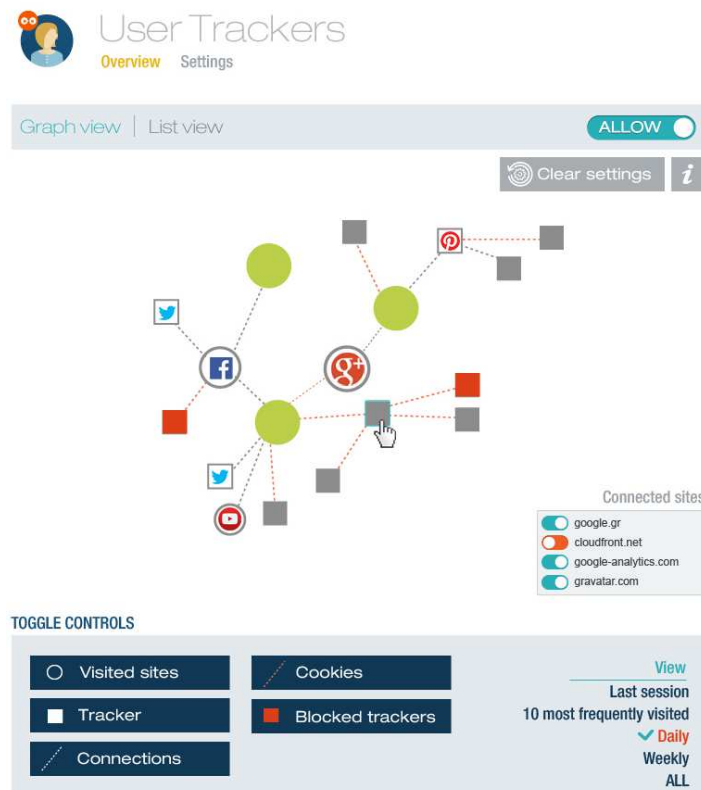 User Trackers
Overview Settings
Graph view List view
ALLOW
Clear settings i
f
g+
Connected sites
google.gr
cloudfront.net
google-analytics.com
gravatar.com
TOGGLE CONTROLS
Visited sites Cookies
Tracker Blocked trackers
Connections
View
Last session
10 most frequently visited
Daily
Weekly
ALL